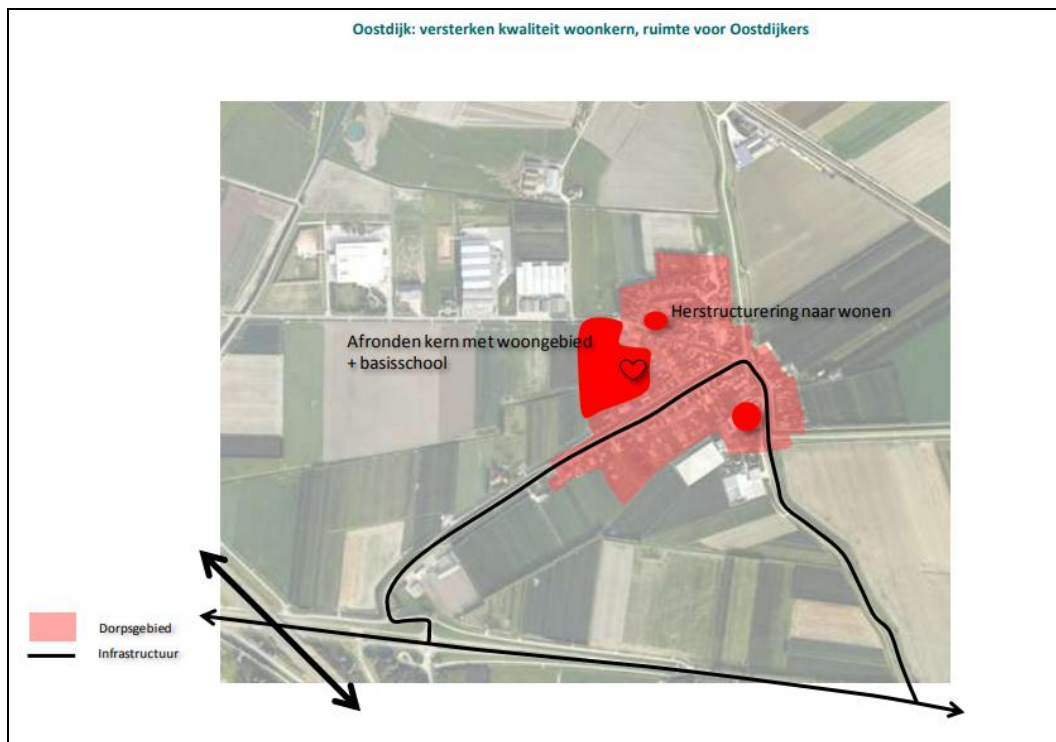 Oostdijk: versterken kwaliteit woonkern, ruimte voor Oostdijkers
Herstructurering naar wonen
Afronden kern met woongebied
+ basisschool
Dorpsgebied
Infrastructuur